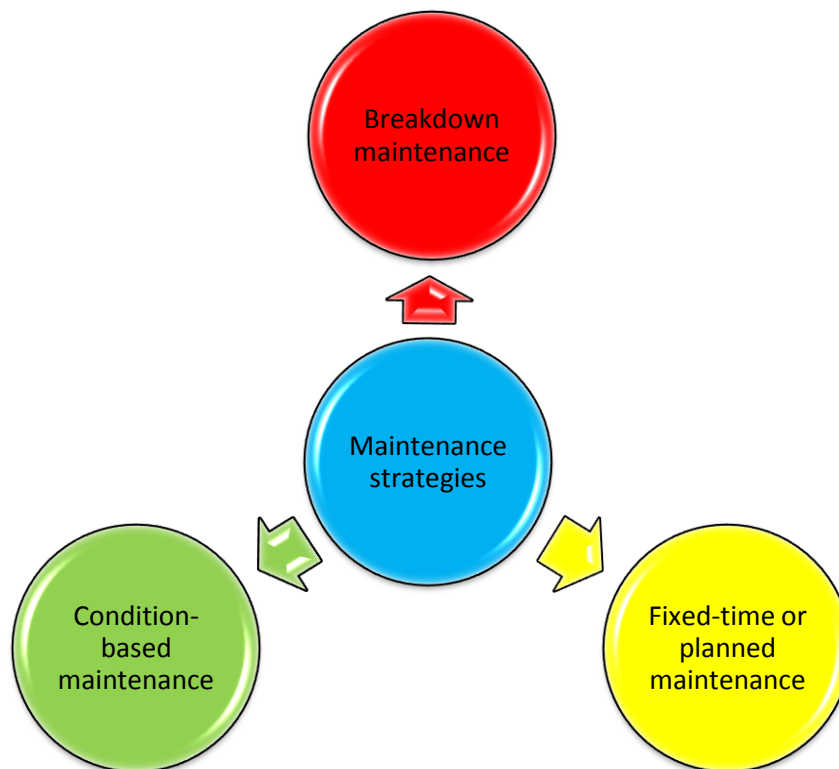 Breakdown
maintenance
Maintenance
strategies
Condition-
based
maintenance
Fixed-time or
planned
maintenance